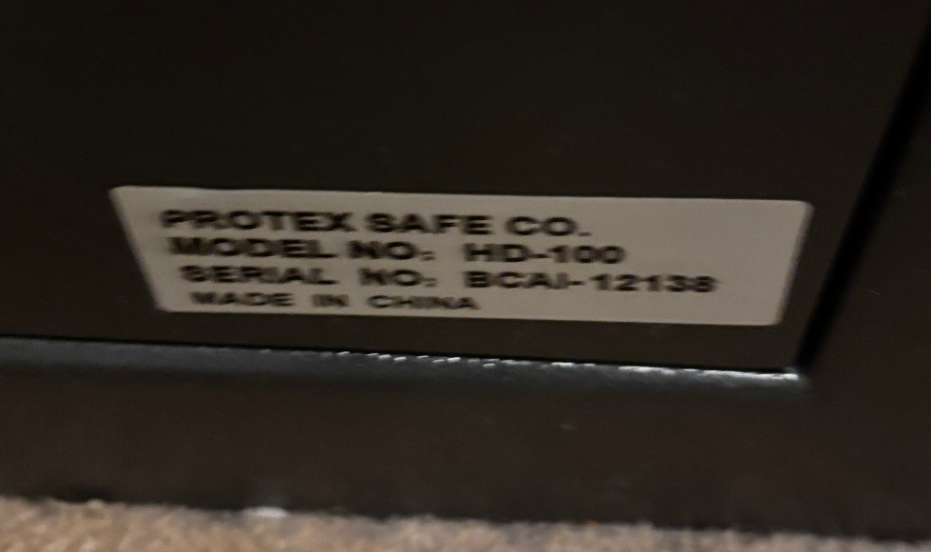 PROTEX SAFE CO.
MODEL NO: HD-100
SERIAL NO: BCAI-12138
MADE IN CHINA